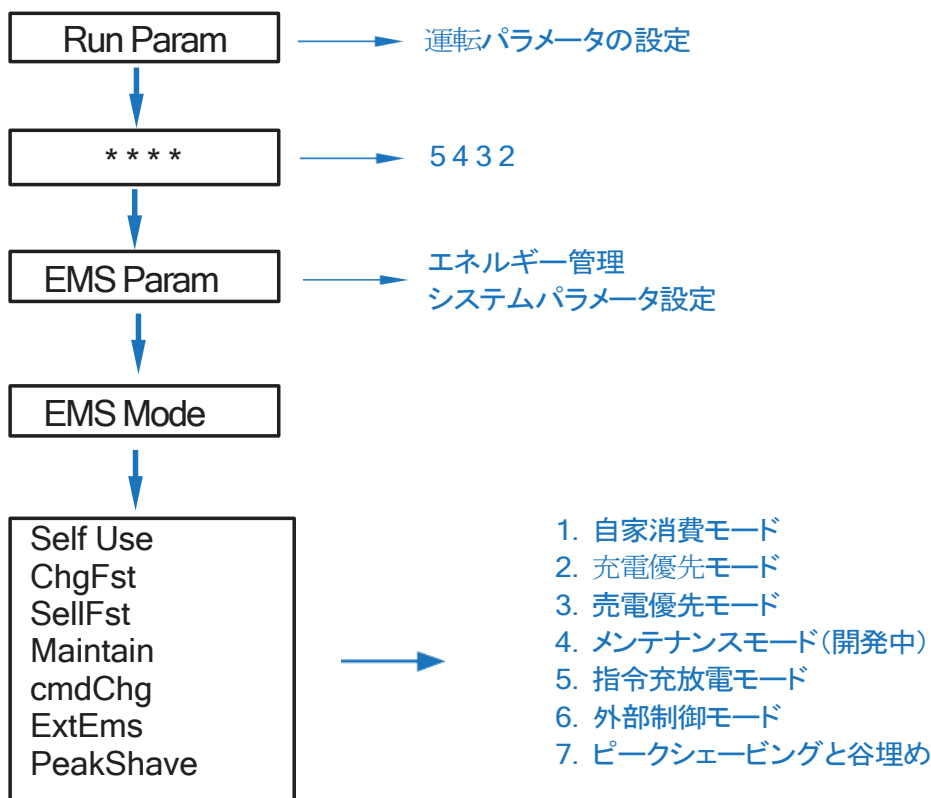 Run Param
運転パラメータの設定
* * * *
5 4 3 2
EMS Param
エネルギー管理
システムパラメータ設定
EMS Mode
Self Use
ChgFst
SellFst
Maintain
cmdChg
ExtEms
PeakShave
1. 自家消費モード
2. 充電優先モード
3. 売電優先モード
4. メンテナンスモード（開発中）
5. 指令充放電モード
6. 外部制御モード
7. ピークシェービングと谷埋め